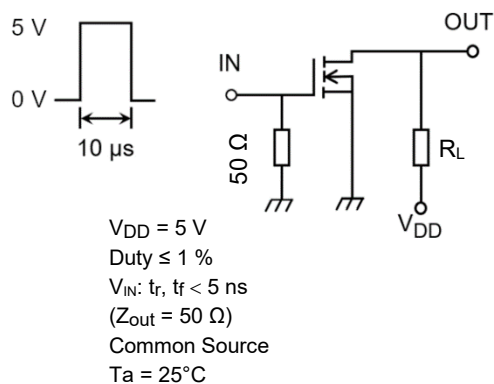 5 V
0 V
10 μs
IN
OUT
50 Ω
RL
VDD
VDD = 5 V
Duty ≤ 1 %
VIN: tr, tf < 5 ns
(Zout = 50 Ω)
Common Source
Ta = 25°C